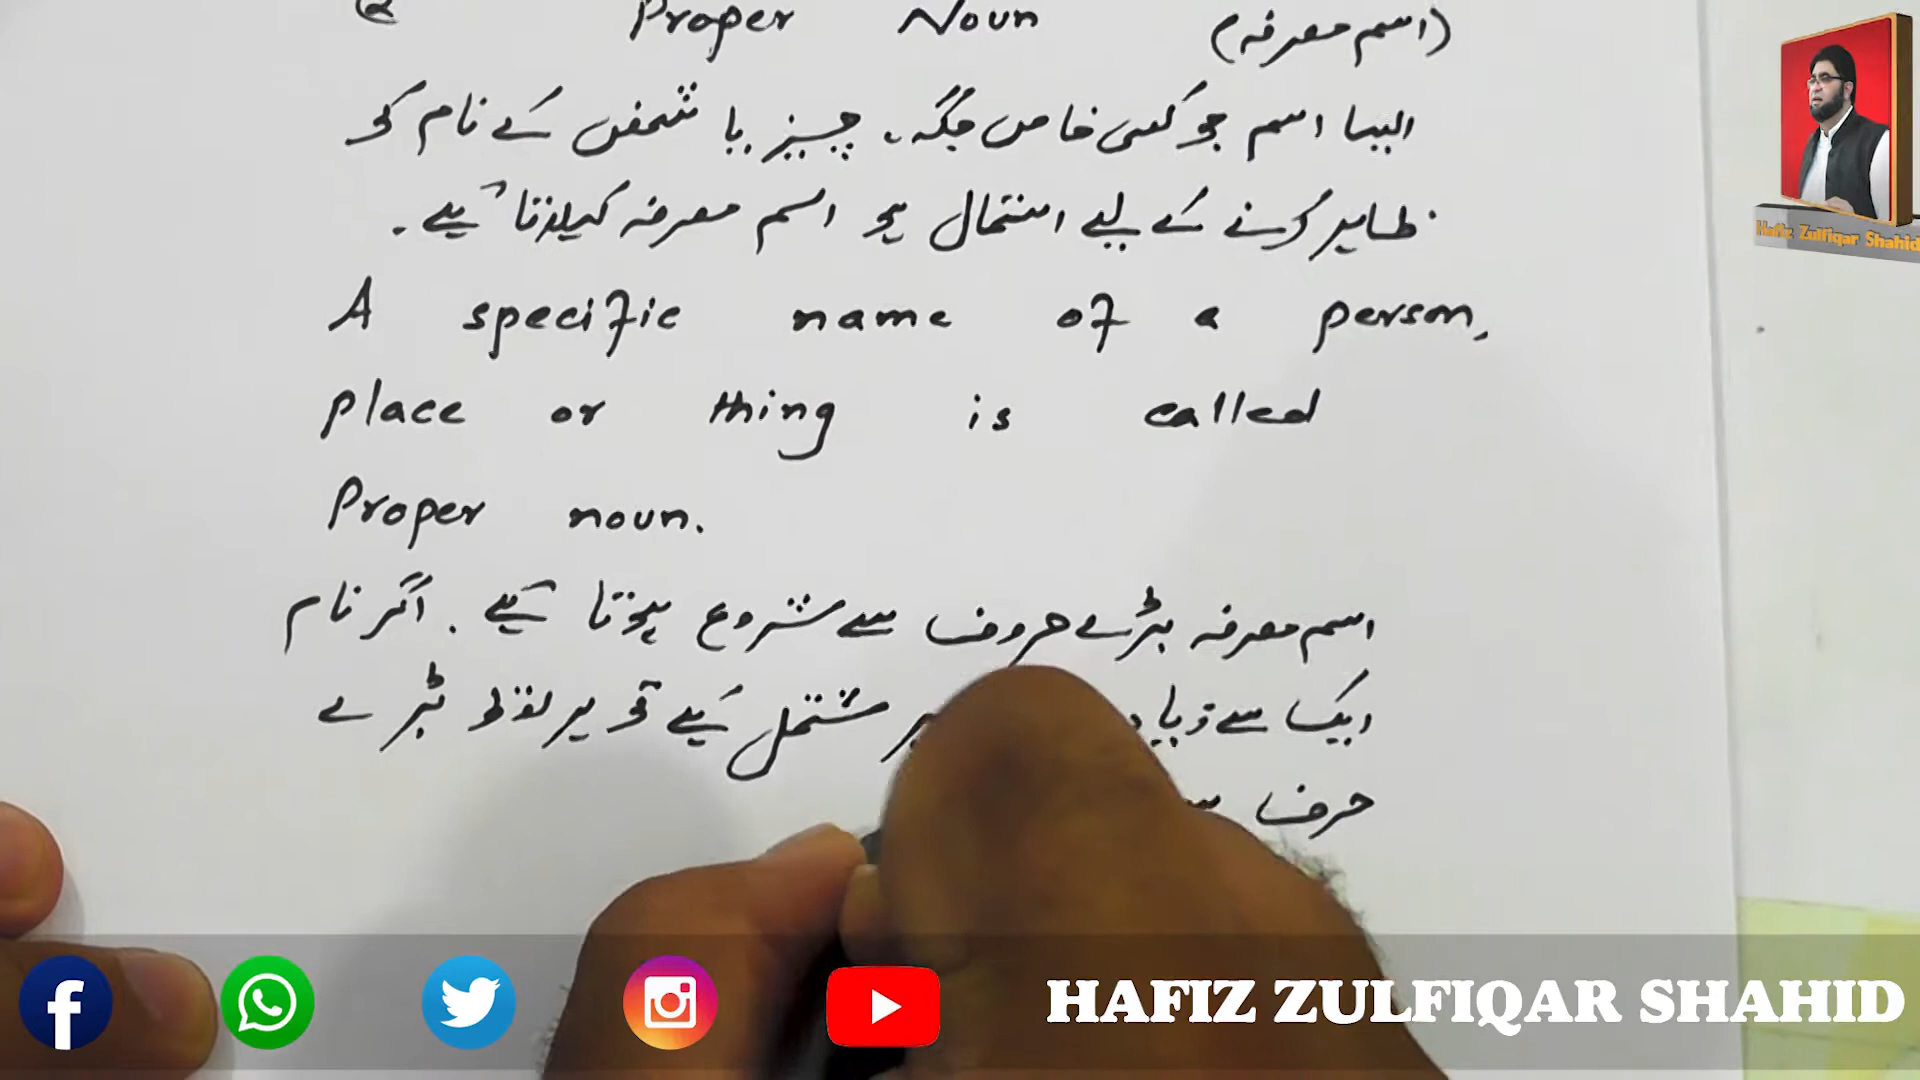 Proper Noun (اسم معرفہ)
ایسا اسم جو کسی خاص جگہ۔ چیز یا شخص کے نام کو
ظاہر کرنے کے لیے استعمال ہو اسم معرفہ کہلاتا ہے۔
A specific name of a person,
place or thing is called
Proper noun.
اسم معرفہ بڑے حروف سے شروع ہوتا ہے۔ اگر نام
ایک سے پر مشتمل ہے تو ہر لفظ بڑے
حرف
Hafiz Zulfiqar Shahid
HAFIZ ZULFIQAR SHAHID